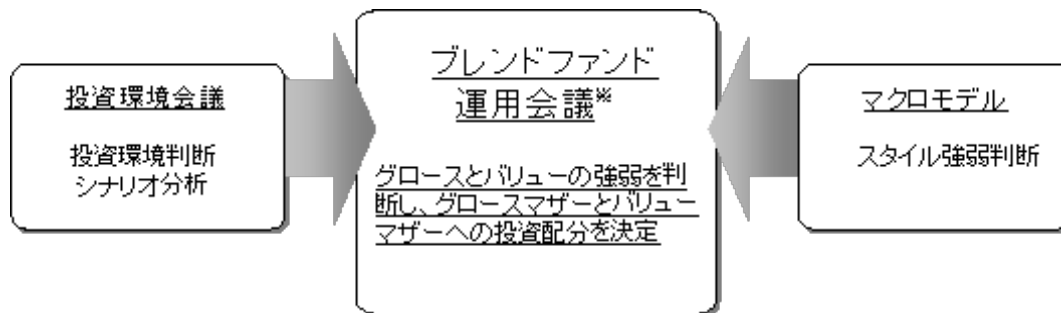 投資環境会議
投資環境判断
シナリオ分析
ブレンドファンド
運用会議※
グロースとバリューの強弱を判
断し、グロースマザーとバリュー
マザーへの投資配分を決定
マクロモデル
スタイル強弱判断